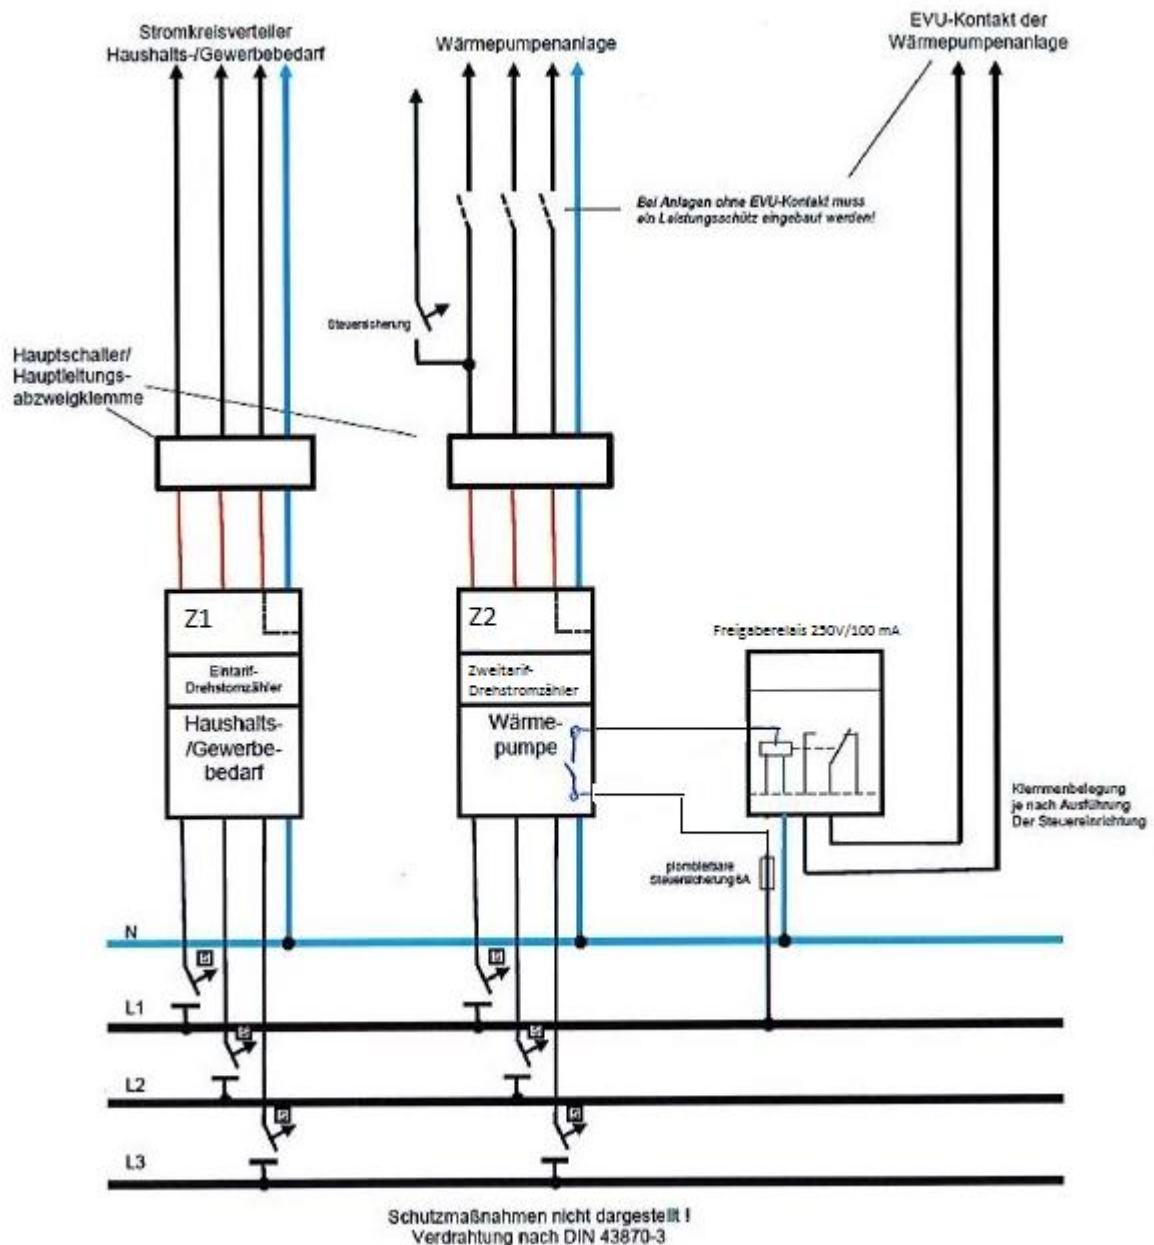 Stromkreisverteiler
Haushalts-/Gewerbebedarf
Wärmepumpenanlage
EVU-Kontakt der
Wärmepumpenanlage
Bei Anlagen ohne EVU-Kontakt muss
ein Leistungsschütz eingebaut werden!
Steuersicherung
Hauptschalter/
Hauptleitungs-
abzweigklemme
Z1
Eintarif-
Drehstomzähler
Haushalts-
/Gewerbe-
bedarf
Z2
Zweitarif-
Drehstromzähler
Wärme-
pumpe
Freigaberelais 250V/100 mA
Klemmenbelegung
je nach Ausführung
Der Steuereinrichtung
plombierbare
Steuersicherung 6A
N
L1
L2
L3
Schutzmaßnahmen nicht dargestellt !
Verdrahtung nach DIN 43870-3